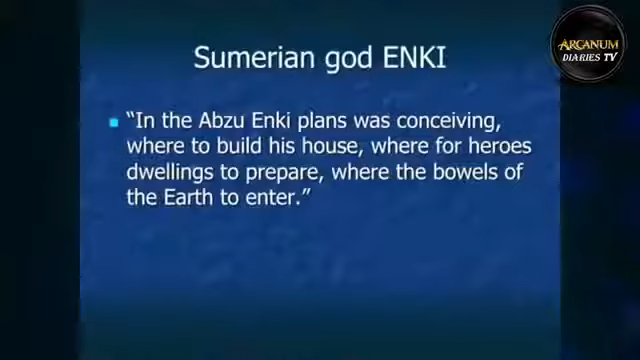 ARCANUM
DIARIES TV
Sumerian god ENKI
“In the Abzu Enki plans was conceiving,
where to build his house, where for heroes
dwellings to prepare, where the bowels of
the Earth to enter.”